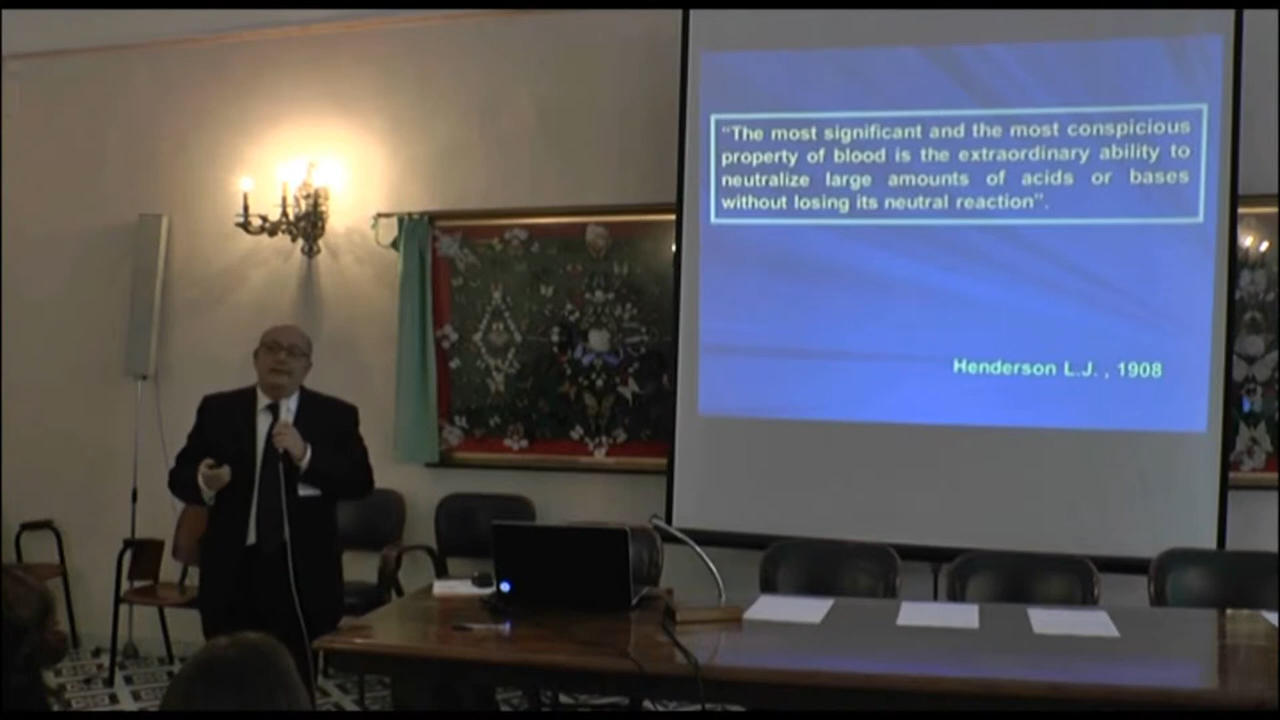 “The most significant and the most conspicious
property of blood is the extraordinary ability to
neutralize large amounts of acids or bases
without losing its neutral reaction”.
Henderson L.J. , 1908